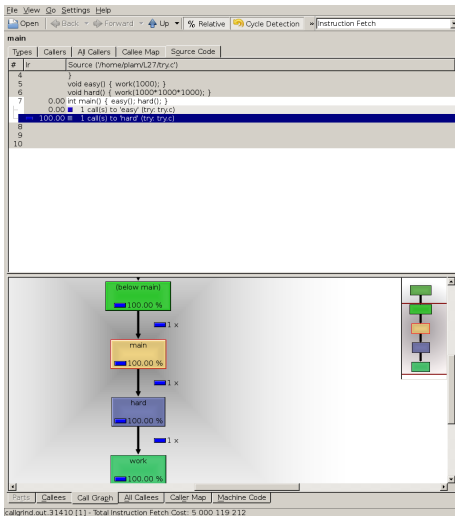 File View Go Settings Help
Open Back Forward Up % Relative Cycle Detection » Instruction Fetch
main
Types Callers All Callers Callee Map Source Code
# Ir Source ('/home/plam/L27/try.c')
4 }
5 void easy() { work(1000); }
6 void hard() { work(1000*1000*1000); }
7 0.00 int main() { easy(); hard(); }
0.00 1 call(s) to 'easy' (try: try.c)
100.00 1 call(s) to 'hard' (try: try.c)
8
9
10
(below main)
100.00 %
1 x
main
100.00 %
1 x
hard
100.00 %
1 x
work
100.00 %
Parts Callees Call Graph All Callees Caller Map Machine Code
callgrind.out.31410 [1] - Total Instruction Fetch Cost: 5 000 119 212